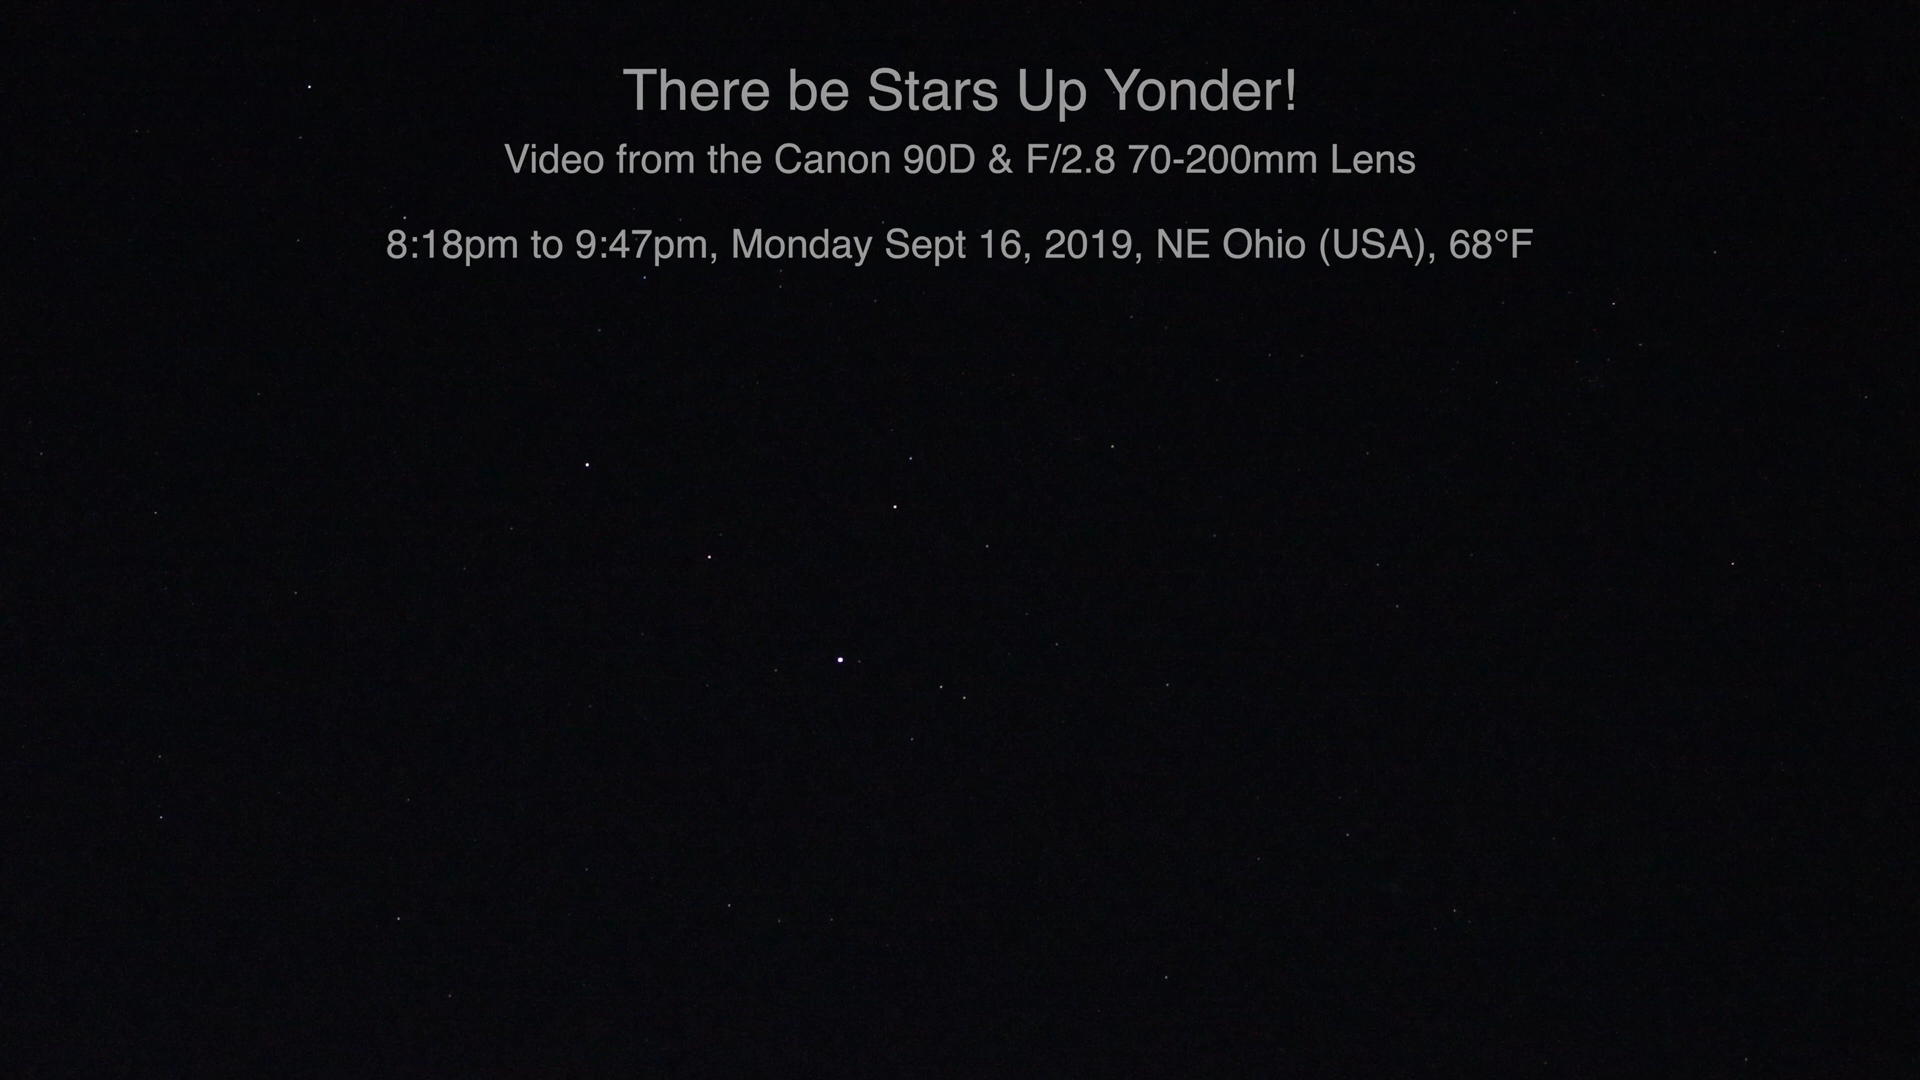 There be Stars Up Yonder!
Video from the Canon 90D & F/2.8 70-200mm Lens
8:18pm to 9:47pm, Monday Sept 16, 2019, NE Ohio (USA), 68°F